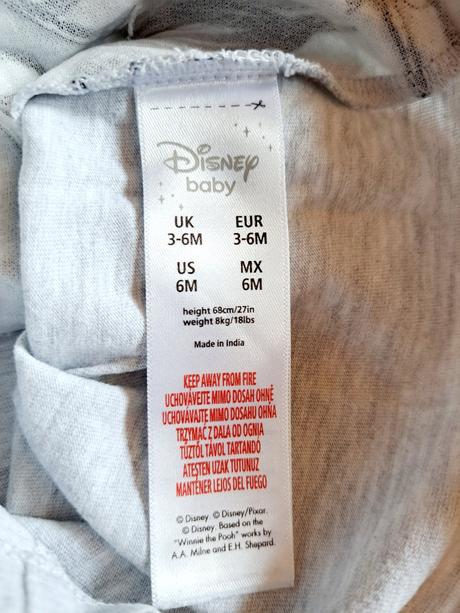 Disney
baby
UK EUR
3-6M 3-6M
US MX
6M 6M
height 68cm/27in
weight 8kg/18lbs
Made in India
KEEP AWAY FROM FIRE
UCHOVÁVEJTE MIMO DOSAH OHNĚ
UCHOVÁVAJTE MIMO DOSAHU OHŇA
TRZYMAĆ Z DALA OD OGNIA
TŰZTŐL TÁVOL TARTANDÓ
ATEŞTEN UZAK TUTUNUZ
MANTENER LEJOS DEL FUEGO
© Disney. © Disney/Pixar.
© Disney. Based on the
"Winnie the Pooh" works by
A.A. Milne and E.H. Shepard.